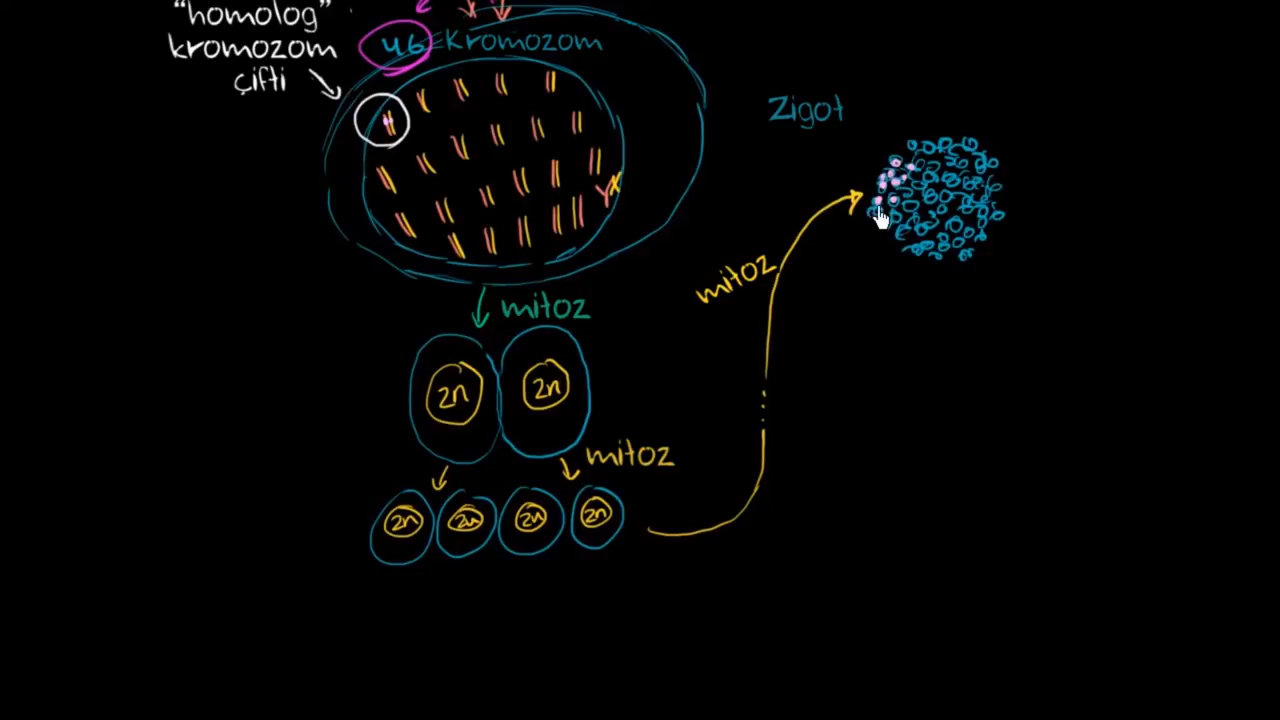 "homolog"
kromozom
çifti
46 kromozom
Zigot
mitoz
mitoz
2n 2n
mitoz
2n 2n 2n 2n